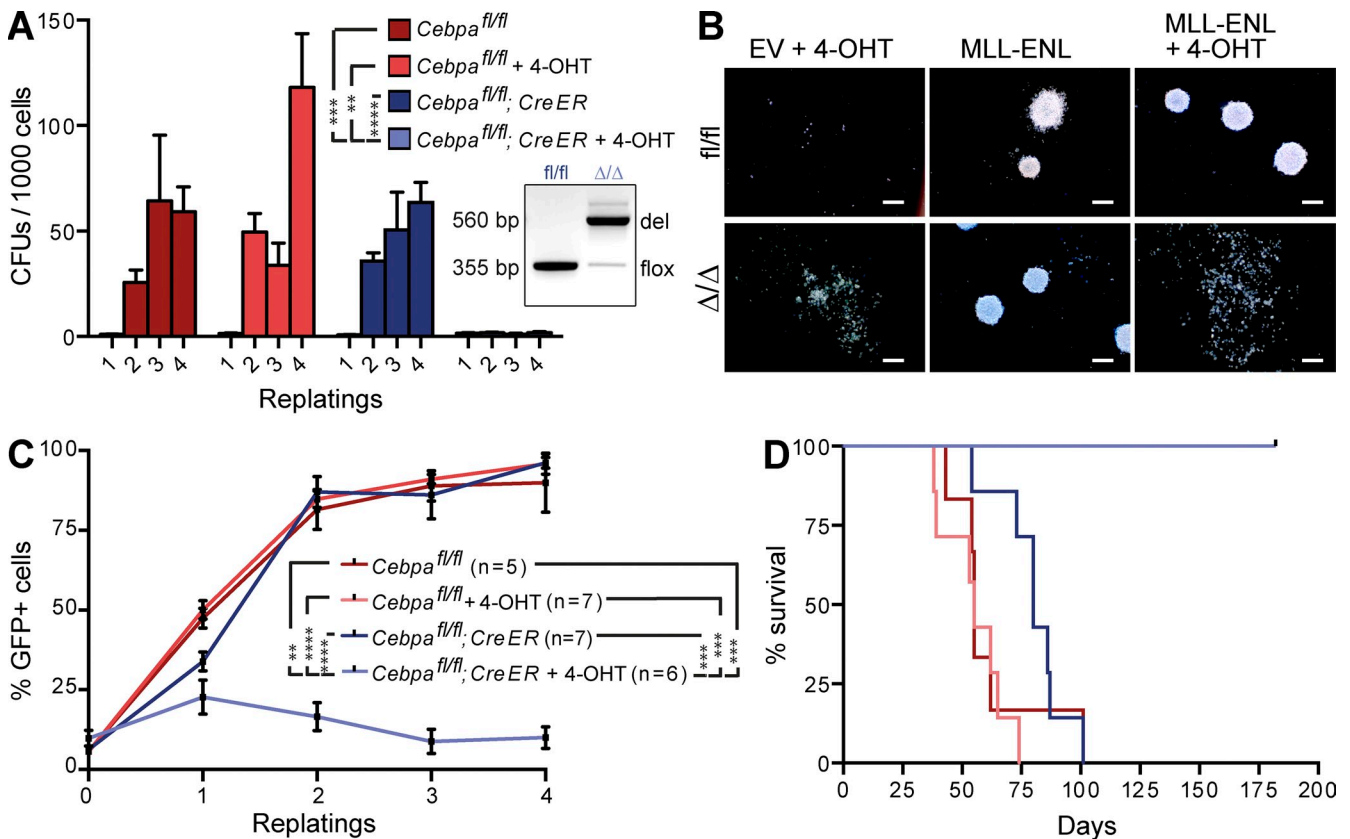 A
150
100
50
0
CFUs / 1000 cells
1 2 3 4 1 2 3 4 1 2 3 4 1 2 3 4
Replatings
Cebpa fl/fl
Cebpa fl/fl + 4-OHT
Cebpa fl/fl; CreER
Cebpa fl/fl; CreER + 4-OHT
*** ** ****
fl/fl Δ/Δ
560 bp del
355 bp flox
B
EV + 4-OHT MLL-ENL MLL-ENL
+ 4-OHT
fl/fl
Δ/Δ
C
100
75
50
25
0
% GFP+ cells
0 1 2 3 4
Replatings
Cebpa fl/fl (n=5)
Cebpa fl/fl + 4-OHT (n=7)
Cebpa fl/fl; CreER (n=7)
Cebpa fl/fl; CreER + 4-OHT (n=6)
** **** **** *** *** ***
D
100
75
50
25
0
% survival
0 25 50 75 100 125 150 175 200
Days